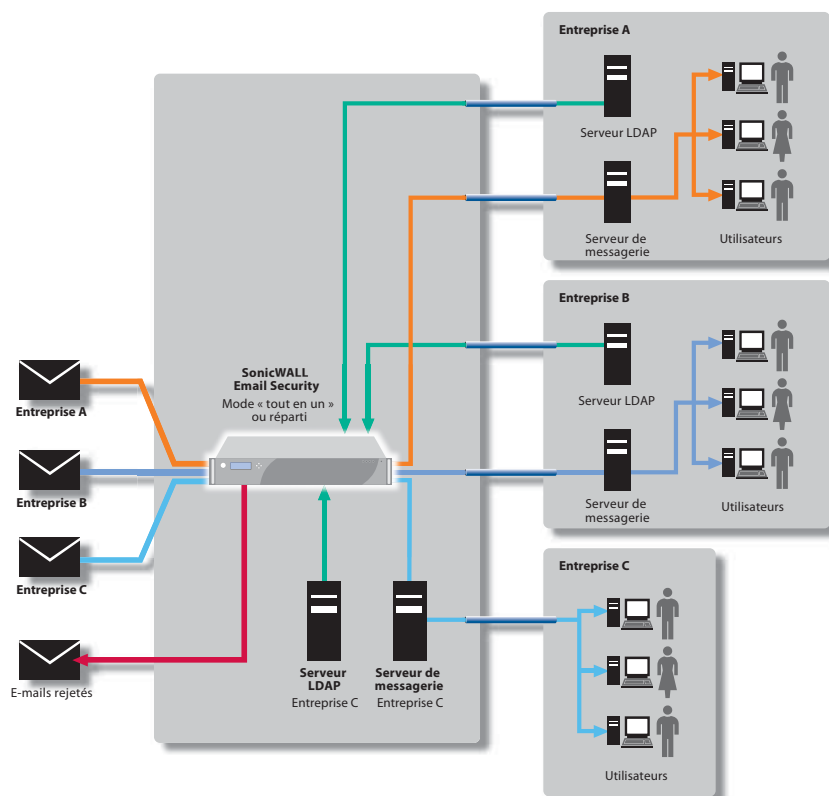 Entreprise A
Serveur LDAP
Serveur de
messagerie
Utilisateurs
Entreprise B
Serveur LDAP
Serveur de
messagerie
Utilisateurs
Entreprise C
Utilisateurs
SonicWALL
Email Security
Mode « tout en un »
ou réparti
Entreprise A
Entreprise B
Entreprise C
E-mails rejetés
Serveur
LDAP
Entreprise C
Serveur de
messagerie
Entreprise C